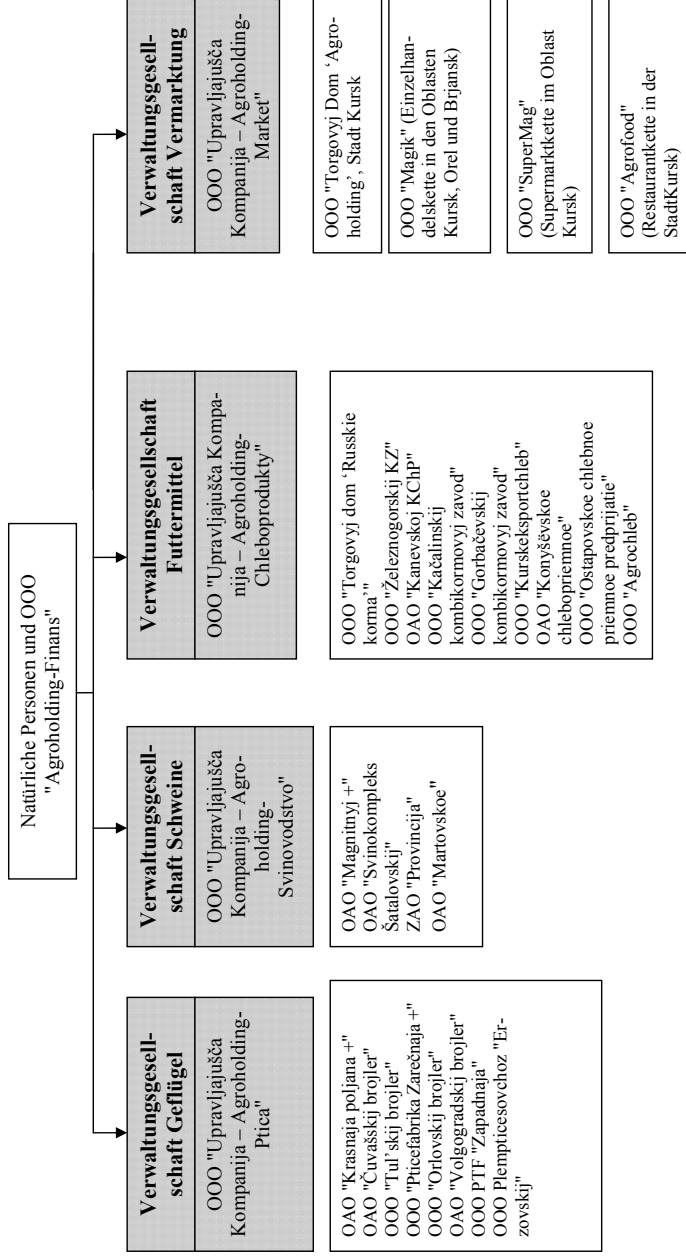 Natürliche Personen und OOO
"Agroholding-Finans"
Verwaltungsgesell-
schaft Geflügel
OOO "Upravljajušča
Kompanija – Agroholding-
Ptica"
OAO "Krasnaja poljana +"
OAO "Čuvašskij brojler"
OOO "Tul'skij brojler"
OOO "Pticefabrika Zarečnaja +"
OOO "Orlovskij brojler"
OAO "Volgogradskij brojler"
OOO PTF "Zapadnaja"
OOO Plempticesovchoz "Er-
zovskij"
Verwaltungsgesell-
schaft Schweine
OOO "Upravljajušča
Kompanija – Agro-
holding-
Svinovodstvo"
OAO "Magnitnyj +"
OAO "Svinokompleks
Šatalovskij"
ZAO "Provincija"
OAO "Martovskoe"
Verwaltungsgesellschaft
Futtermittel
OOO "Upravljajušča Kompa-
nija – Agroholding-
Chleboprodukty"
OOO "Torgovyj dom ‘Russkie
korma’"
OOO "Železnogorskij KZ"
OAO "Kanevskoj KChP"
OOO "Kačalinskij
kombikormovyj zavod"
OOO "Gorbačevskij
kombikormovyj zavod"
OOO "Kurskeksportchleb"
OAO "Konyšëvskoe
chlebopriemnoe"
OOO "Ostapovskoe chlebnoe
priemnoe predprijatie"
OOO "Agrochleb"
Verwaltungsgesell-
schaft Vermarktung
OOO "Upravljajušča
Kompanija – Agroholding-
Market"
OOO "Torgovyj Dom ‘Agro-
holding’, Stadt Kursk
OOO "Magik" (Einzelhan-
delskette in den Oblasten
Kursk, Orel und Brjansk)
OOO "SuperMag"
(Supermarktkette im Oblast
Kursk)
OOO "Agrofood"
(Restaurantkette in der
StadtKursk)